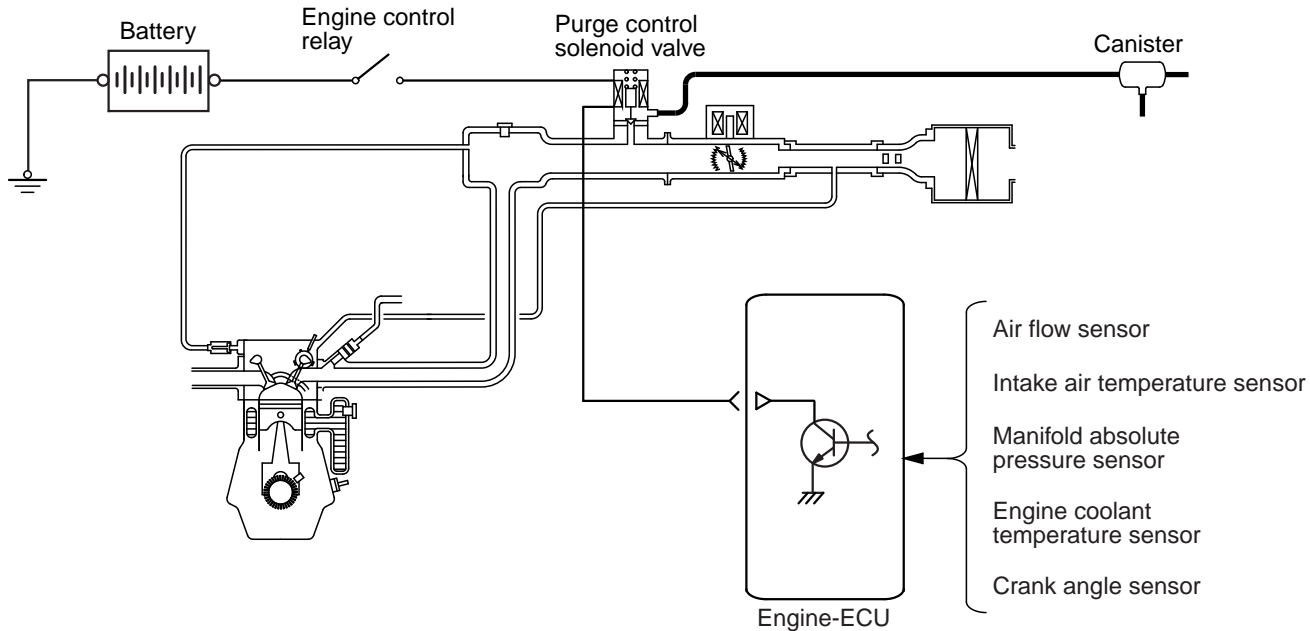 Battery
Engine control
relay
Purge control
solenoid valve
Canister
Air flow sensor
Intake air temperature sensor
Manifold absolute
pressure sensor
Engine coolant
temperature sensor
Crank angle sensor
Engine-ECU